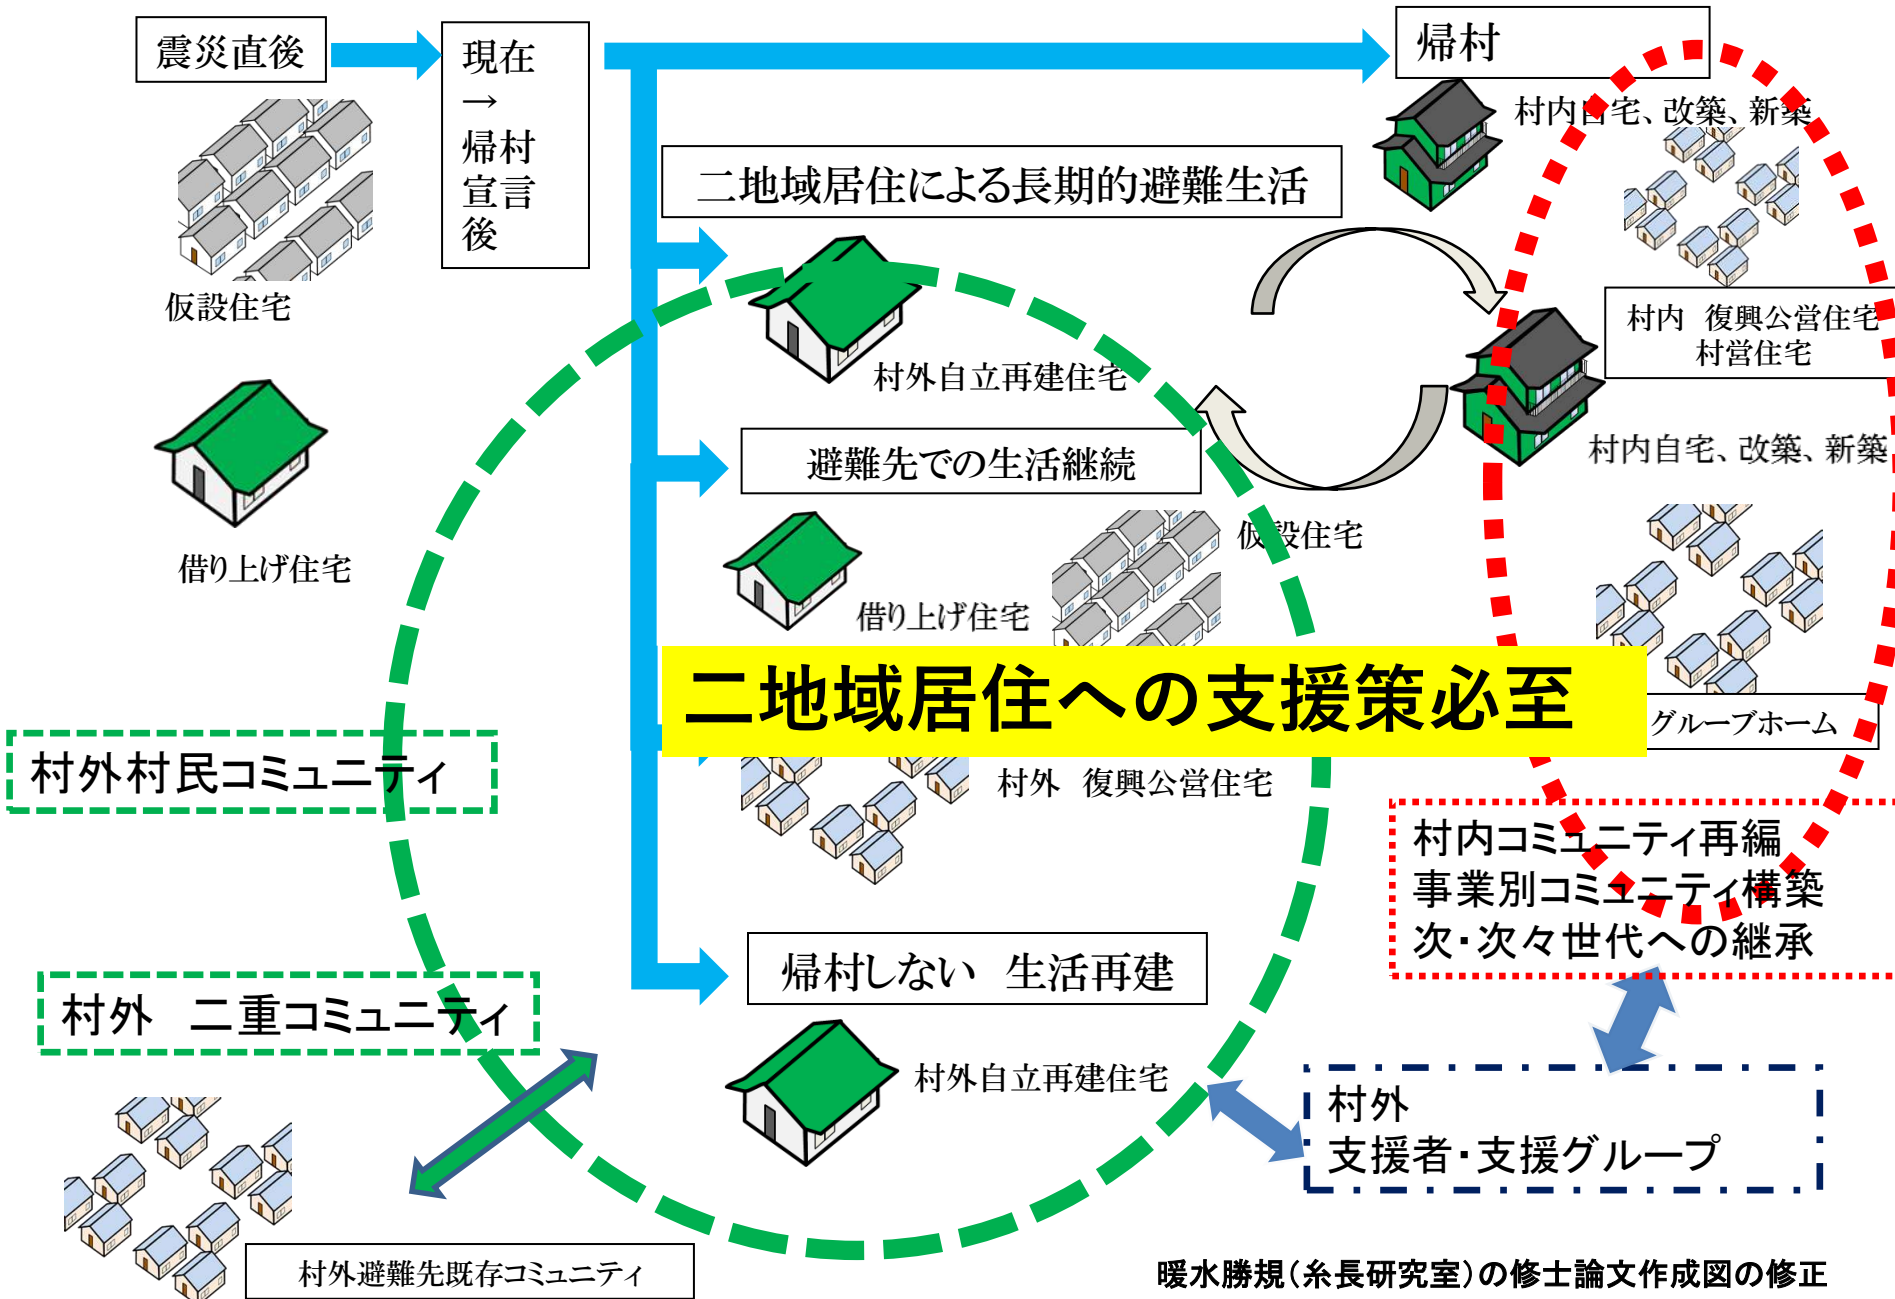 震災直後
現在
→
帰村
宣言
後
帰村
村内自宅、改築、新築
二地域居住による長期的避難生活
仮設住宅
村内　復興公営住宅
村営住宅
村外自立再建住宅
避難先での生活継続
村内自宅、改築、新築
仮設住宅
借り上げ住宅
借り上げ住宅
二地域居住への支援策必至
グループホーム
村外村民コミュニティ
村外　復興公営住宅
村内コミュニティ再編
事業別コミュニティ構築
次・次々世代への継承
帰村しない　生活再建
村外　二重コミュニティ
村外自立再建住宅
村外
支援者・支援グループ
村外避難先既存コミュニティ
暖水勝規（糸長研究室）の修士論文作成図の修正